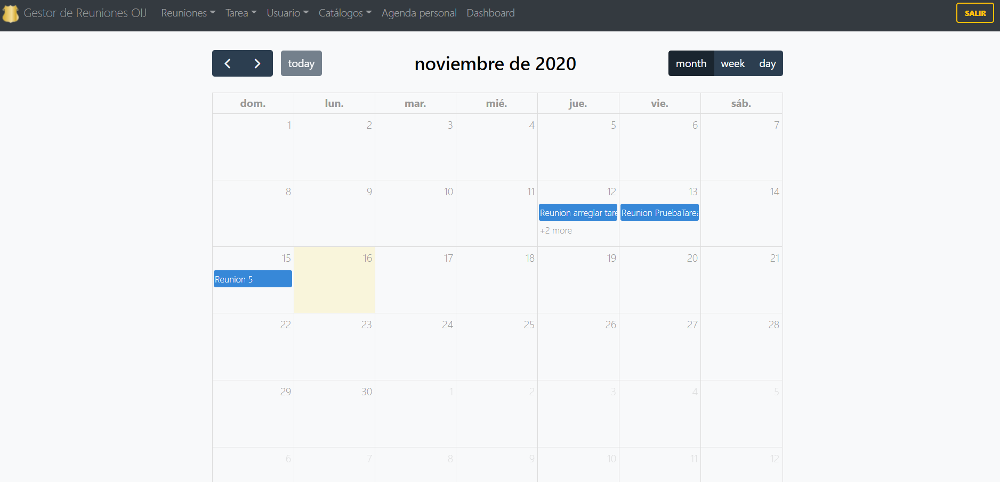 Gestor de Reuniones OIJ Reuniones Tarea Usuario Catálogos Agenda personal Dashboard SALIR
today noviembre de 2020 month week day
dom. lun. mar. mié. jue. vie. sáb.
1 2 3 4 5 6 7
8 9 10 11 12 13 14
Reunion arreglar tare Reunion PruebaTarea
+2 more
15 16 17 18 19 20 21
Reunion 5
22 23 24 25 26 27 28
29 30 1 2 3 4 5
6 7 8 9 10 11 12